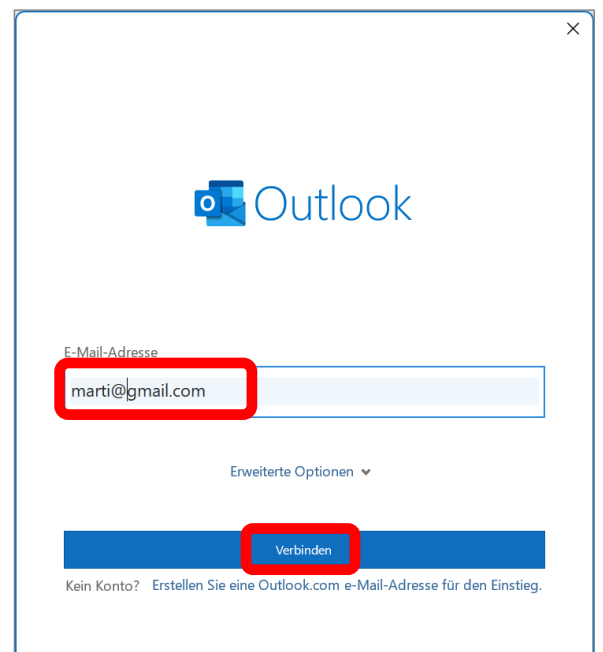 Outlook
E-Mail-Adresse
marti@gmail.com
Erweiterte Optionen
Verbinden
Kein Konto? Erstellen Sie eine Outlook.com e-Mail-Adresse für den Einstieg.